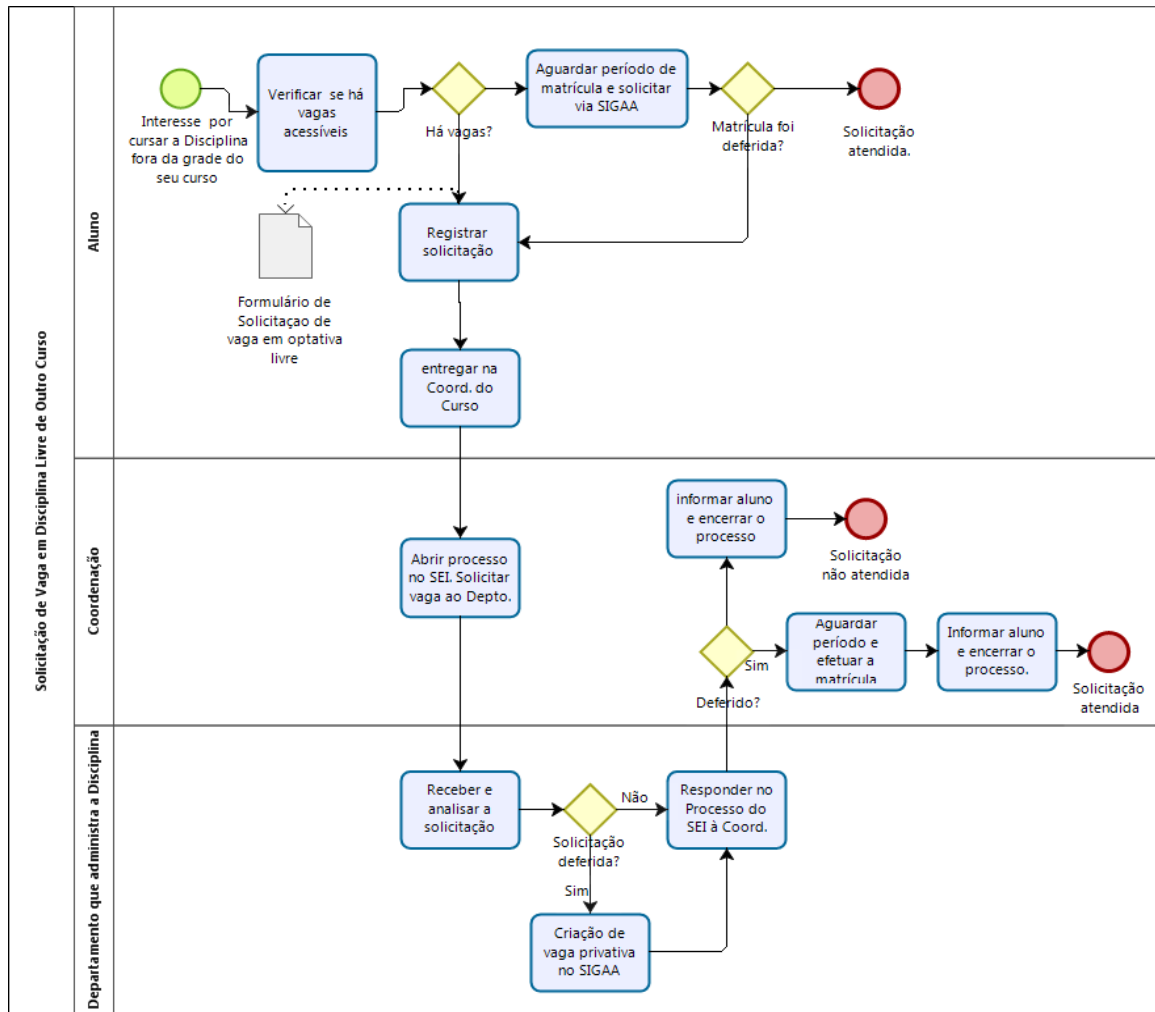 Solicitação de Vaga em Disciplina Livre de Outro Curso
Aluno
Interesse por
cursar a Disciplina
fora da grade do
seu curso
Verificar se há
vagas
acessíveis
Há vagas?
Aguardar período de
matrícula e solicitar
via SIGAA
Matrícula foi
deferida?
Solicitação
atendida.
Registrar
solicitação
Formulário de
Solicitaçao de
vaga em optativa
livre
entregar na
Coord. do
Curso
Coordenação
Abrir processo
no SEI. Solicitar
vaga ao Depto.
informar aluno
e encerrar o
processo
Solicitação
não atendida
Deferido?
Sim
Aguardar
período e
efetuar a
matrícula
Informar aluno
e encerrar o
processo.
Solicitação
atendida
Departamento que administra a Disciplina
Receber e
analisar a
solicitação
Solicitação
deferida?
Não
Sim
Responder no
Processo do
SEI à Coord.
Criação de
vaga privativa
no SIGAA